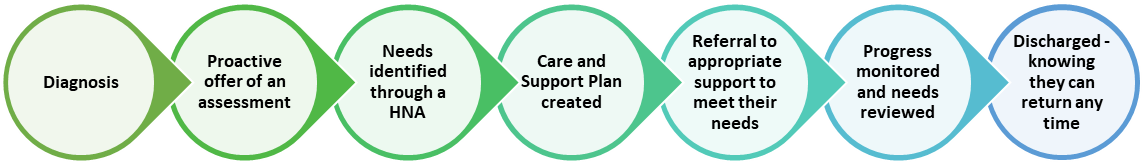 Diagnosis
Proactive
offer of an
assessment
Needs
identified
through a
HNA
Care and
Support Plan
created
Referral to
appropriate
support to
meet their
needs
Progress
monitored
and needs
reviewed
Discharged -
knowing
they can
return any
time